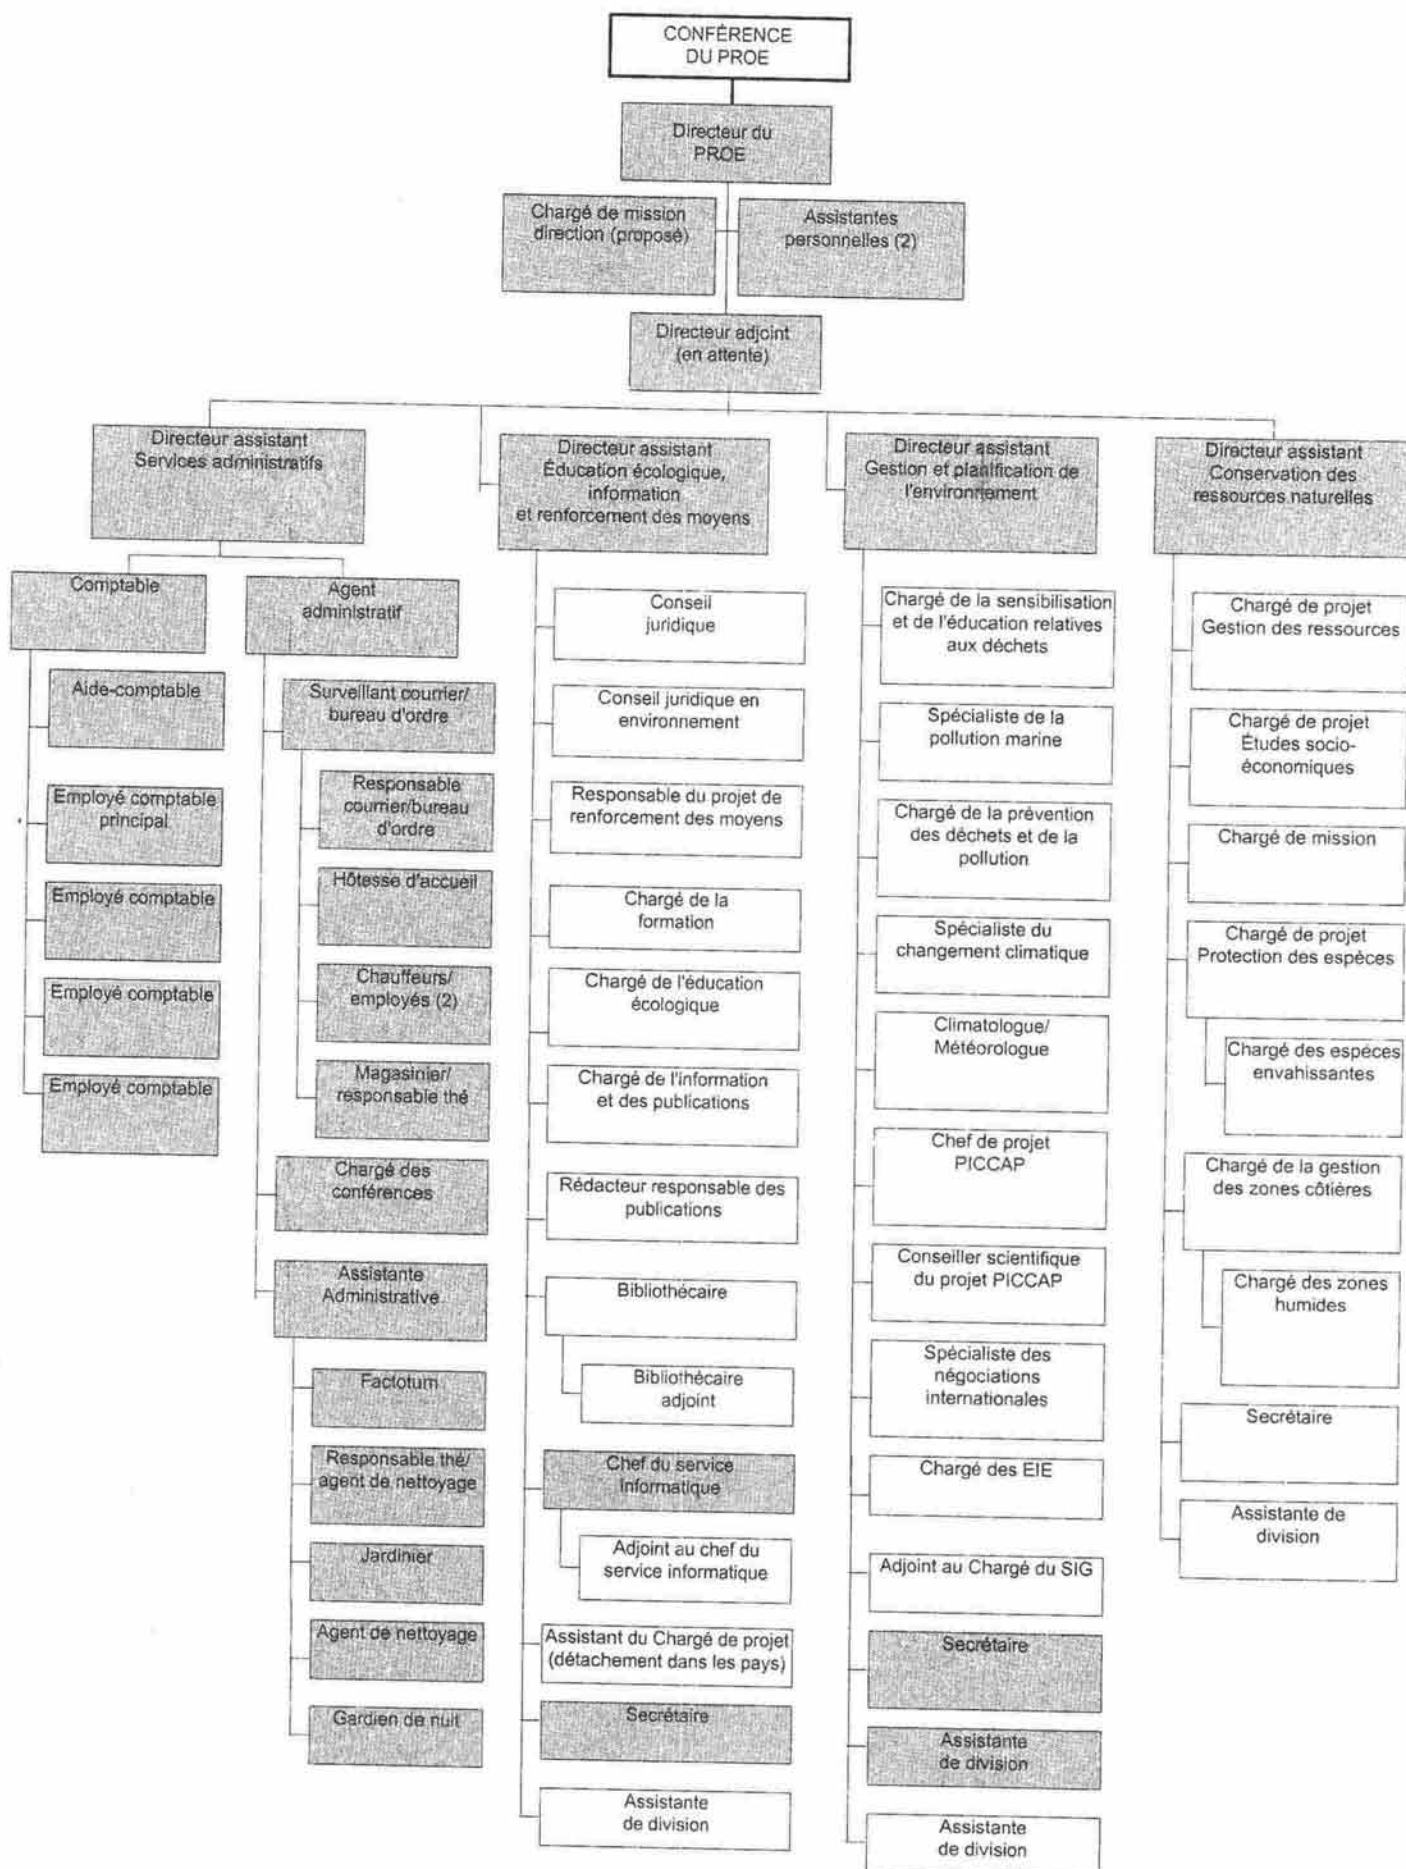 CONFÉRENCE
DU PROE
Directeur du
PROE
Chargé de mission
direction (proposé)
Assistantes
personnelles (2)
Directeur adjoint
(en attente)
Directeur assistant
Services administratifs
Comptable
Aide-comptable
Employé comptable
principal
Employé comptable
Employé comptable
Employé comptable
Agent
administratif
Surveillant courrier/
bureau d'ordre
Responsable
courrier/bureau
d'ordre
Hôtesse d'accueil
Chauffeurs/
employés (2)
Magasinier/
responsable thé
Chargé des
conférences
Assistante
Administrative
Factotum
Responsable thé/
agent de nettoyage
Jardinier
Agent de nettoyage
Gardien de nuit
Directeur assistant
Éducation écologique,
information
et renforcement des moyens
Conseil
juridique
Conseil juridique en
environnement
Responsable du projet de
renforcement des moyens
Chargé de la
formation
Chargé de l'éducation
écologique
Chargé de l'information
et des publications
Rédacteur responsable des
publications
Bibliothécaire
Bibliothécaire
adjoint
Chef du service
Informatique
Adjoint au chef du
service informatique
Assistant du Chargé de projet
(détachement dans les pays)
Secrétaire
Assistante
de division
Directeur assistant
Gestion et planification de
l'environnement
Chargé de la sensibilisation
et de l'éducation relatives
aux déchets
Spécialiste de la
pollution marine
Chargé de la prévention
des déchets et de la
pollution
Spécialiste du
changement climatique
Climatologue/
Météorologue
Chef de projet
PICCAP
Conseiller scientifique
du projet PICCAP
Spécialiste des
négociations
internationales
Chargé des EIE
Adjoint au Chargé du SIG
Secrétaire
Assistante
de division
Assistante
de division
Directeur assistant
Conservation des
ressources naturelles
Chargé de projet
Gestion des ressources
Chargé de projet
Études socio-
économiques
Chargé de mission
Chargé de projet
Protection des espèces
Chargé des espèces
envahissantes
Chargé de la gestion
des zones côtières
Chargé des zones
humides
Secrétaire
Assistante de
division